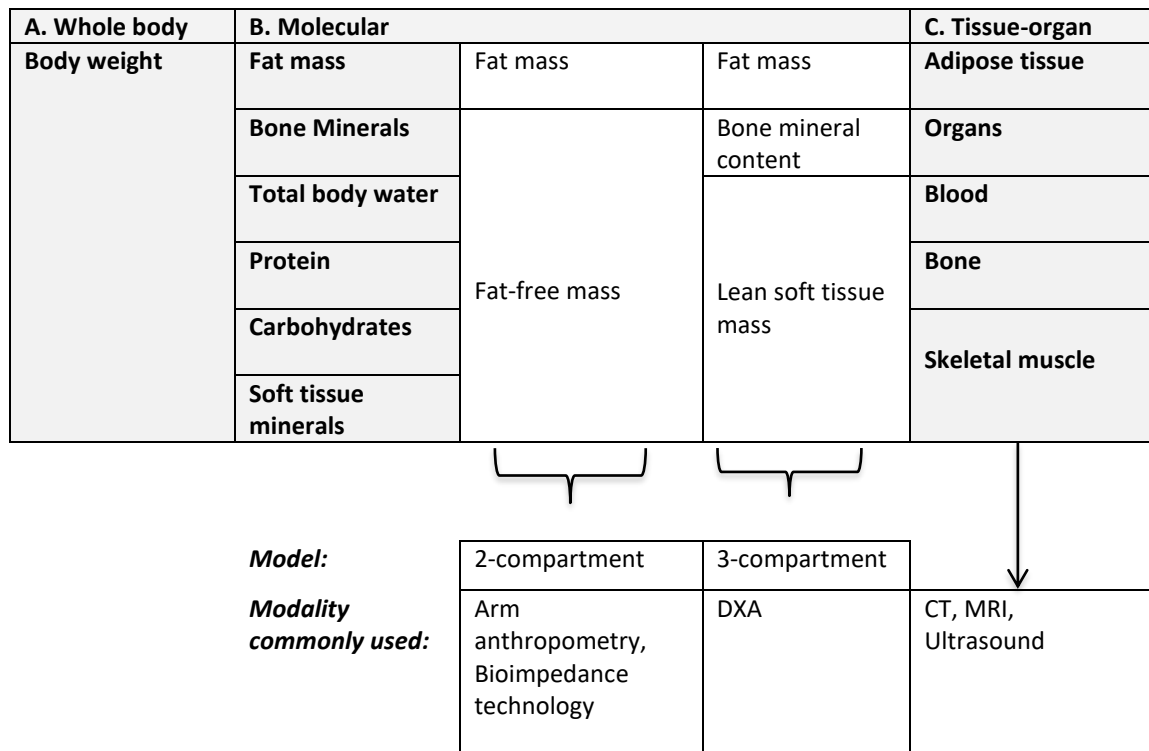 A. Whole body
B. Molecular
C. Tissue-organ
Body weight
Fat mass
Fat mass
Fat mass
Adipose tissue
Bone Minerals
Bone mineral
content
Organs
Total body water
Blood
Protein
Fat-free mass
Lean soft tissue
mass
Bone
Carbohydrates
Skeletal muscle
Soft tissue
minerals
Model:
2-compartment
3-compartment
Modality
commonly used:
Arm
anthropometry,
Bioimpedance
technology
DXA
CT, MRI,
Ultrasound